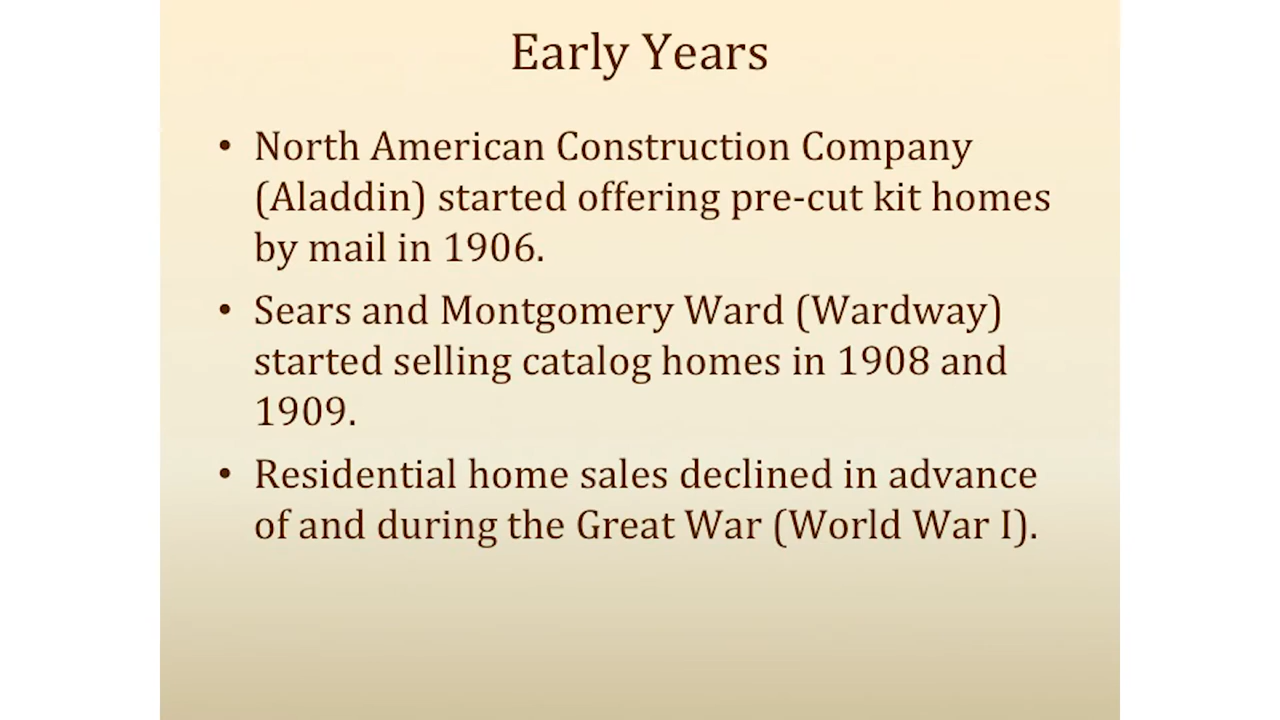 Early Years
• North American Construction Company
(Aladdin) started offering pre-cut kit homes
by mail in 1906.
• Sears and Montgomery Ward (Wardway)
started selling catalog homes in 1908 and
1909.
• Residential home sales declined in advance
of and during the Great War (World War I).